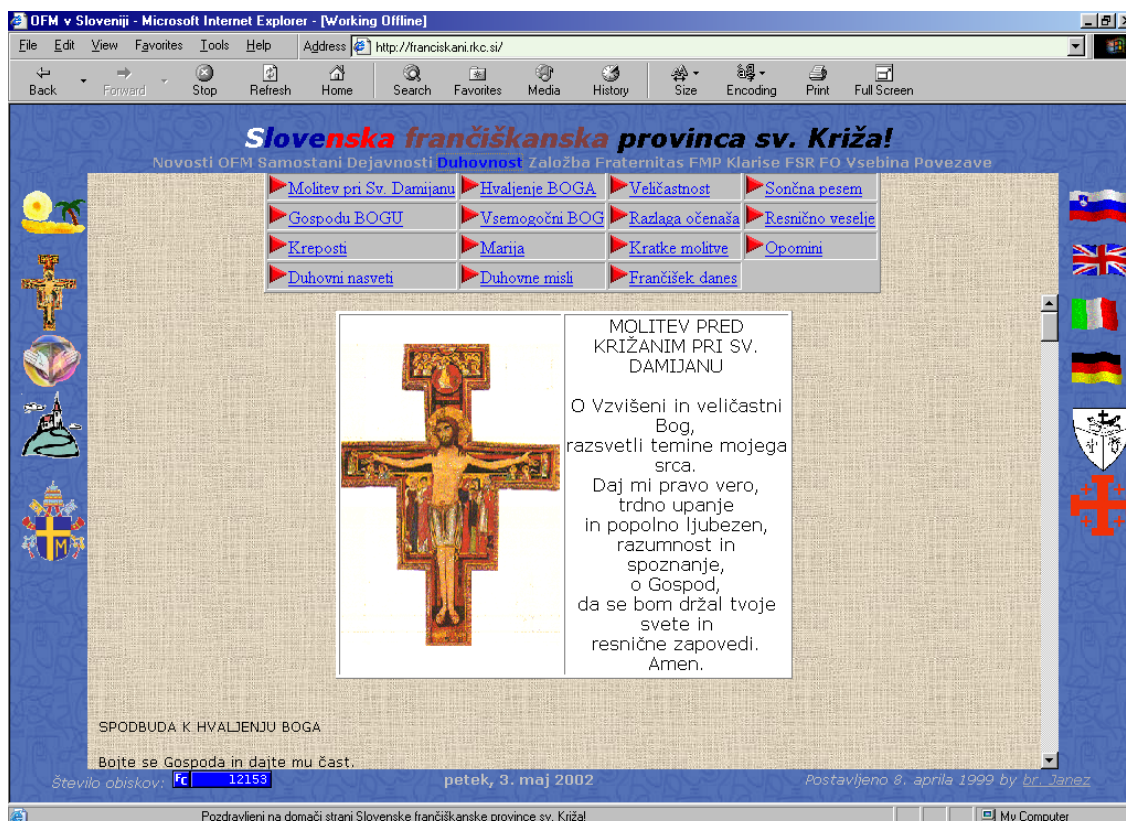 OFM v Sloveniji - Microsoft Internet Explorer - [Working Offline]
File Edit View Favorites Tools Help Address http://franciskani.rkc.si/
Back Forward Stop Refresh Home Search Favorites Media History Size Encoding Print Full Screen
Slovenska frančiškanska provinca sv. Križa!
Novosti OFM Samostani Dejavnosti Duhovnost Založba Fraternitas FMP Klarise FSR FO Vsebina Povezave
Molitev pri Sv. Damijanu Hvaljenje BOGA Veličastnost Sončna pesem
Gospodu BOGU Vsemogočni BOG Razlaga očenaša Resnično veselje
Kreposti Marija Kratke molitve Opomini
Duhovni nasveti Duhovne misli Frančišek danes
MOLITEV PRED
KRIŽANIM PRI SV.
DAMIJANU
O Vzvišeni in veličastni
Bog,
razsvetli temine mojega
srca.
Daj mi pravo vero,
trdno upanje
in popolno ljubezen,
razumnost in
spoznanje,
o Gospod,
da se bom držal tvoje
svete in
resnične zapovedi.
Amen.
M
SPODBUDA K HVALJENJU BOGA
Bojte se Gospoda in dajte mu čast.
Število obiskov: FC 12153 petek, 3. maj 2002 Postavljeno 8. aprila 1999 by br. Janez
Pozdravljeni na domači strani Slovenske frančiškanske province sv. Križa! My Computer